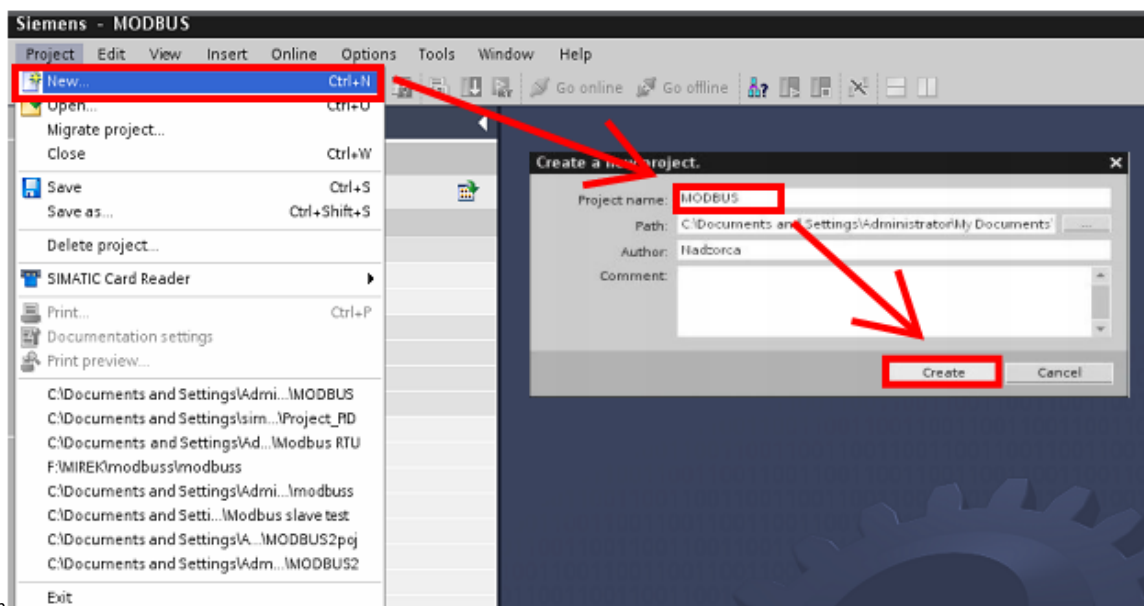 Siemens - MODBUS
Project Edit View Insert Online Options Tools Window Help
New... Ctrl+N
Go online Go offline
Open... Ctrl+O
Migrate project...
Close Ctrl+W
Save Ctrl+S
Save as... Ctrl+Shift+S
Delete project...
SIMATIC Card Reader
Print... Ctrl+P
Documentation settings
Print preview...
C:\Documents and Settings\Admi...\MODBUS
C:\Documents and Settings\sim...\Project_PID
C:\Documents and Settings\Ad...\Modbus RTU
F:\MIREK\modbuss\modbuss
C:\Documents and Settings\Admi...\modbuss
C:\Documents and Setti...\Modbus slave test
C:\Documents and Settings\A...\MODBUS2poj
C:\Documents and Settings\Adm...\MODBUS2
Exit
Create a new project.
Project name: MODBUS
Path: C:\Documents and Settings\Administrator\My Documents\ ...
Author: Nadzorca
Comment:
Create Cancel